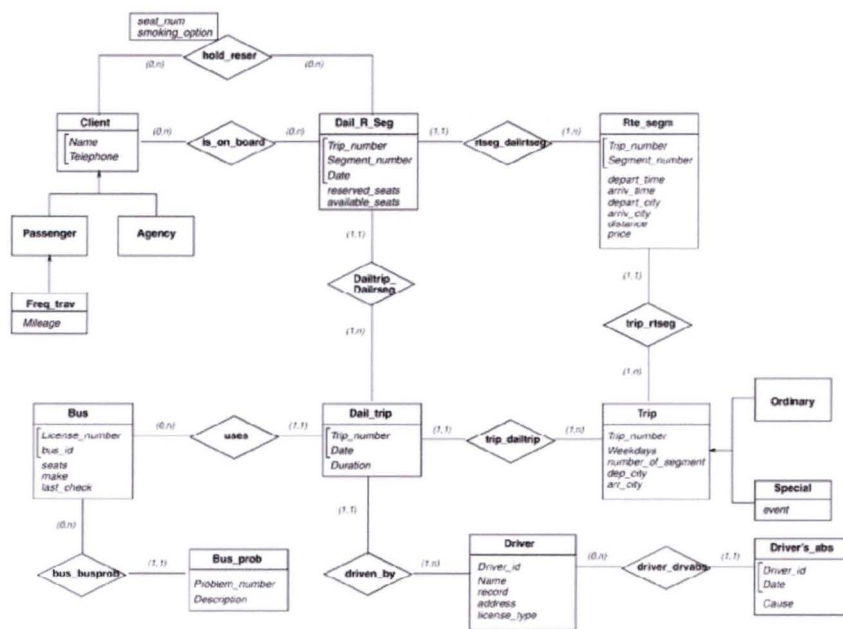 seat_num
smoking_option
hold_reser
(0,n)
(0,n)
Client
Name
Telephone
(0,n)
is_on_board
(0,n)
Dail_R_Seg
Trip_number
Segment_number
Date
reserved_seats
available_seats
(1,1)
rtseg_dailrtseg
(1,n)
Rte_segm
Trip_number
Segment_number
depart_time
arriv_time
depart_city
arriv_city
distance
price
Passenger
Agency
Freq_trav
Mileage
(1,1)
Dailtrip_
Dailrseg
(1,n)
(1,1)
trip_rtseg
(1,n)
Bus
License_number
bus_id
seats
make
last_check
(0,n)
uses
(1,1)
Dail_trip
Trip_number
Date
Duration
(1,1)
trip_dailtrip
(1,n)
Trip
Trip_number
Weekdays
number_of_segment
dep_city
arr_city
Ordinary
Special
event
(0,n)
bus_busprob
(1,1)
Bus_prob
Problem_number
Description
(1,1)
driven_by
(1,n)
Driver
Driver_id
Name
record
address
license_type
(0,n)
driver_drvabs
(1,1)
Driver's_abs
Driver_id
Date
Cause